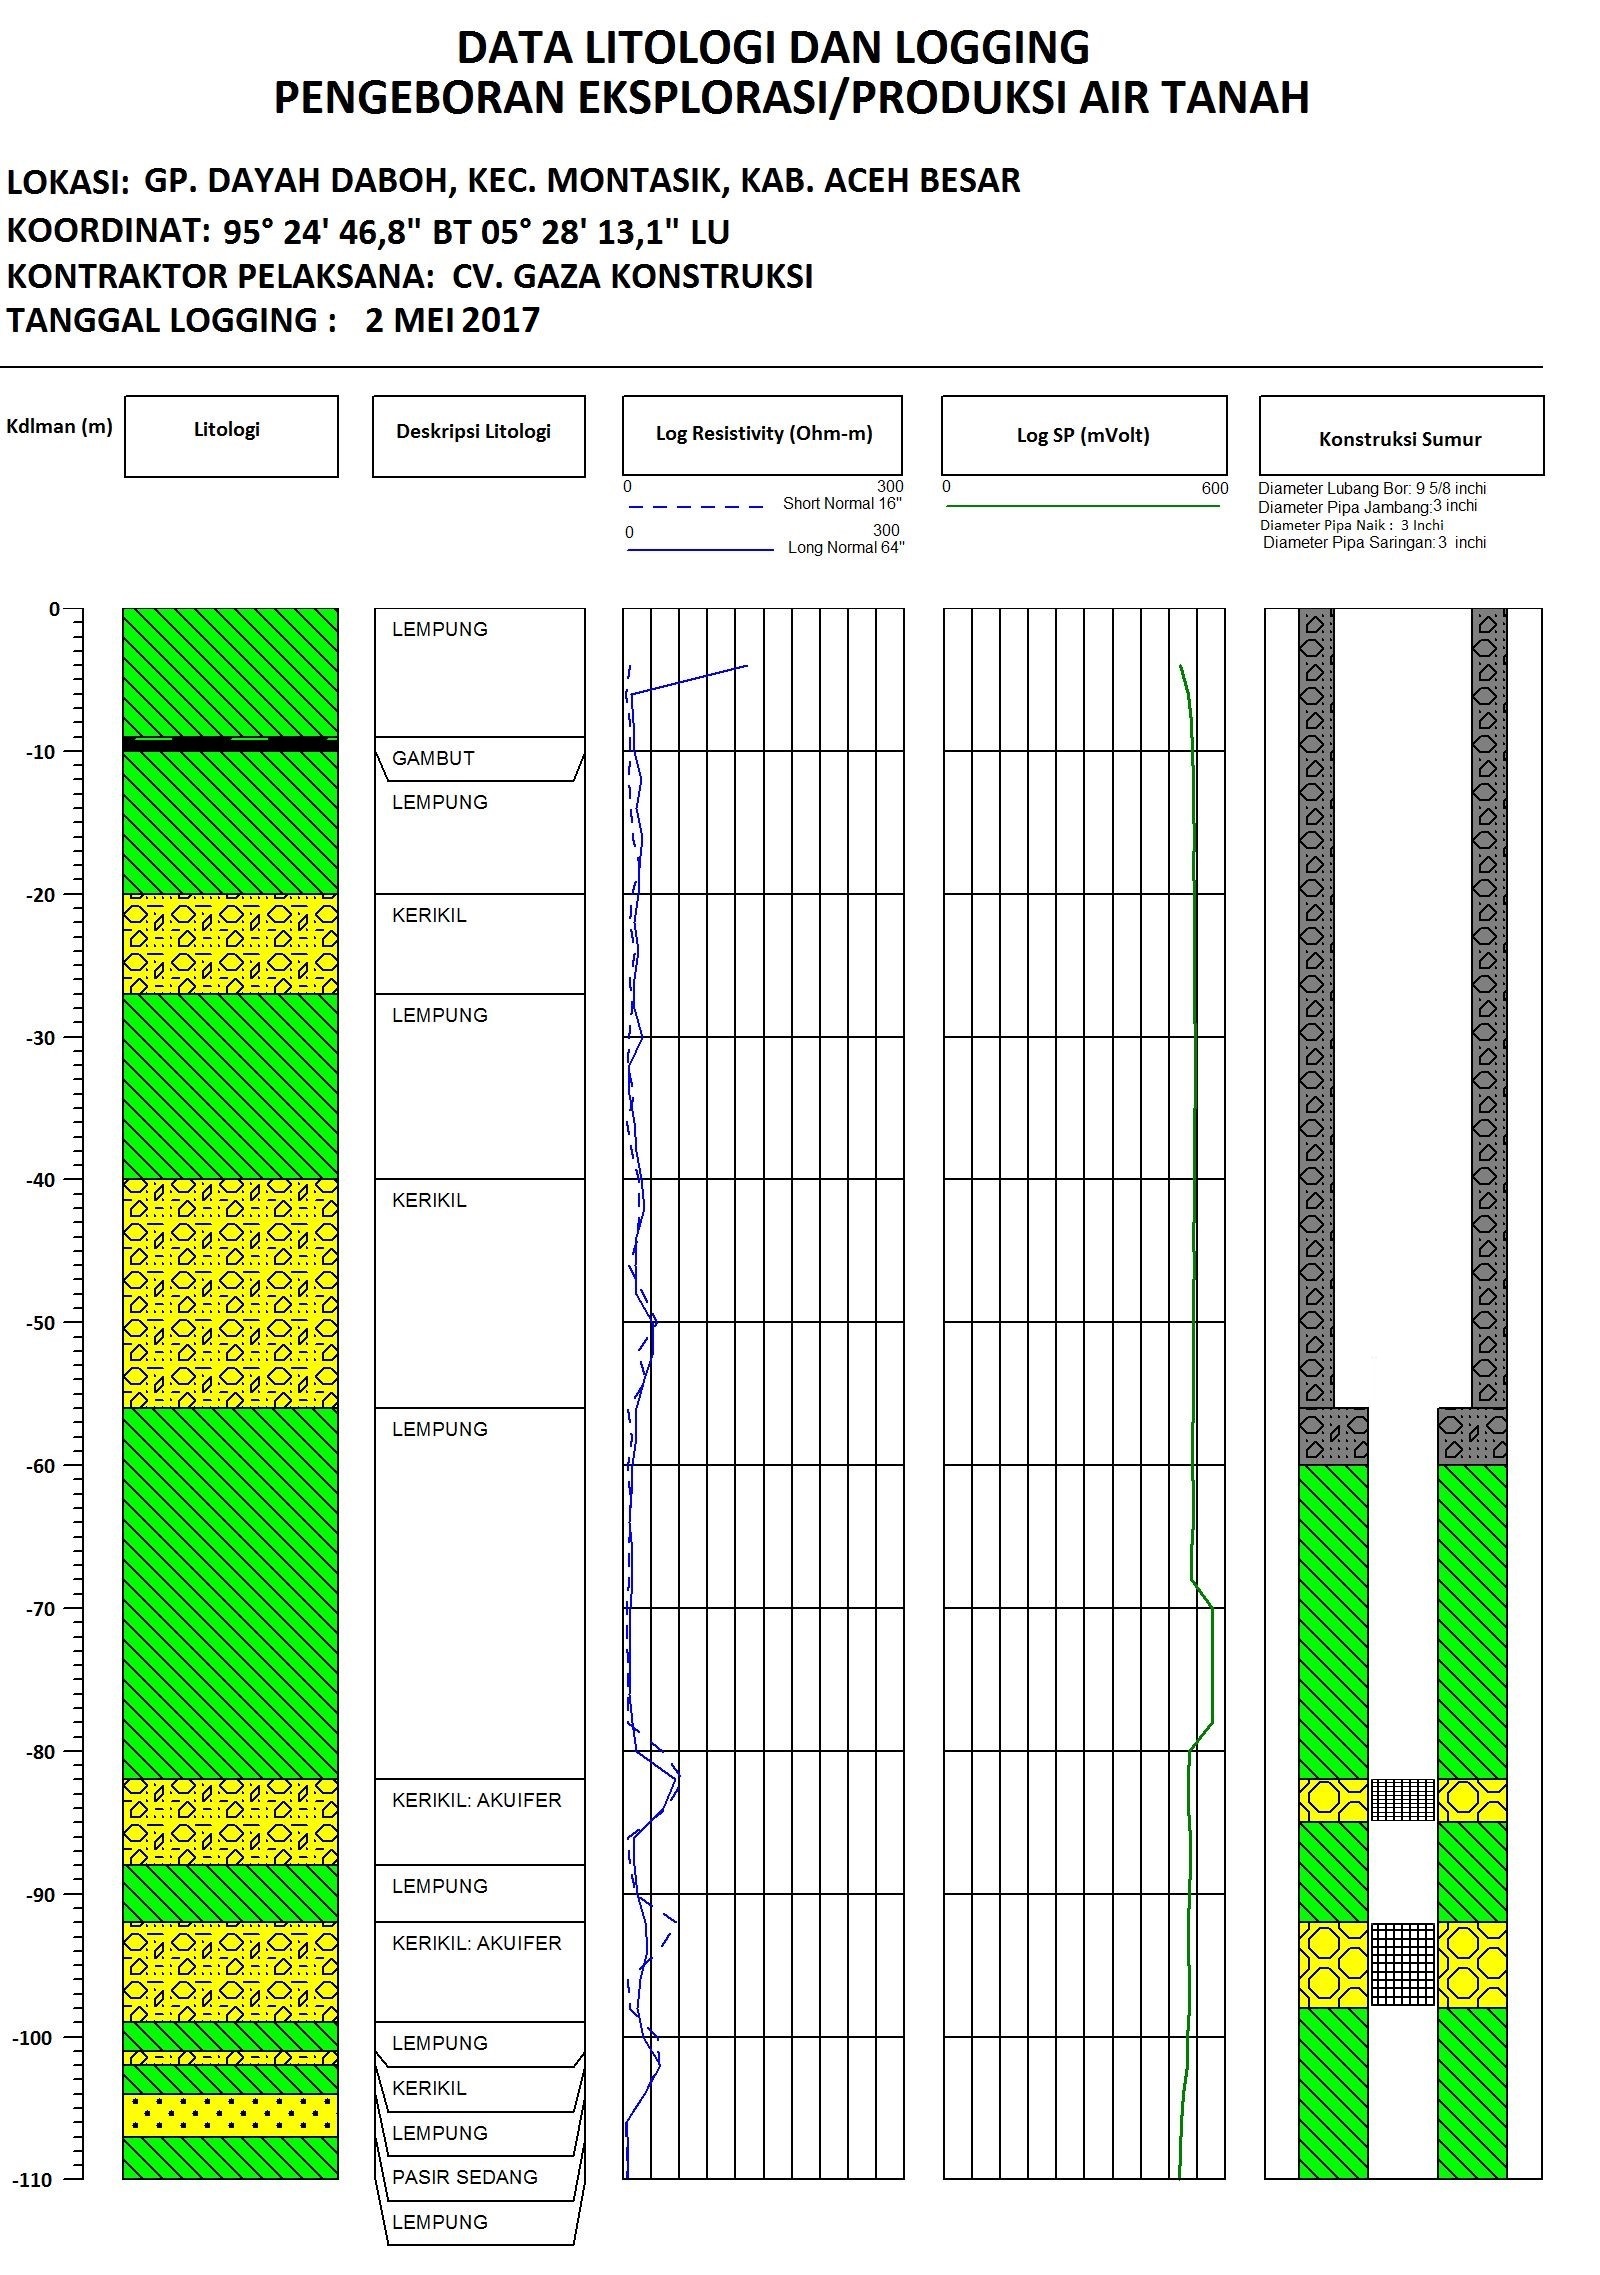 DATA LITOLOGI DAN LOGGING
PENGEBORAN EKSPLORASI/PRODUKSI AIR TANAH
LOKASI: GP. DAYAH DABOH, KEC. MONTASIK, KAB. ACEH BESAR
KOORDINAT: 95° 24' 46,8" BT 05° 28' 13,1" LU
KONTRAKTOR PELAKSANA: CV. GAZA KONSTRUKSI
TANGGAL LOGGING : 2 MEI 2017
Kdlman (m)
Litologi
Deskripsi Litologi
Log Resistivity (Ohm-m)
Log SP (mVolt)
Konstruksi Sumur
0 300
Short Normal 16"
0 300
Long Normal 64"
0 600
Diameter Lubang Bor: 9 5/8 inchi
Diameter Pipa Jambang:3 inchi
Diameter Pipa Naik : 3 Inchi
Diameter Pipa Saringan:3 inchi
0
-10
-20
-30
-40
-50
-60
-70
-80
-90
-100
-110
LEMPUNG
GAMBUT
LEMPUNG
KERIKIL
LEMPUNG
KERIKIL
LEMPUNG
KERIKIL: AKUIFER
LEMPUNG
KERIKIL: AKUIFER
LEMPUNG
KERIKIL
LEMPUNG
PASIR SEDANG
LEMPUNG